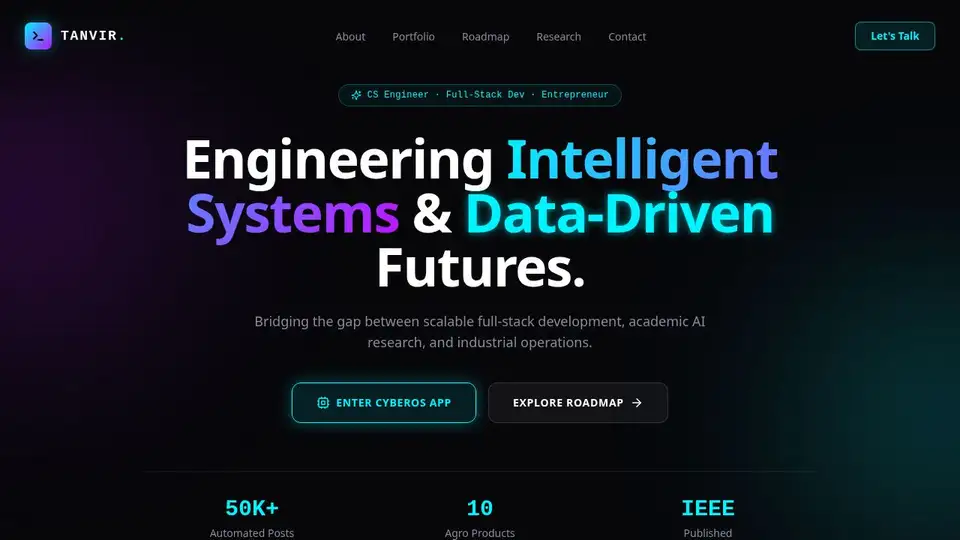 TANVIR.
About
Portfolio
Roadmap
Research
Contact
Let's Talk
CS Engineer · Full-Stack Dev · Entrepreneur
Engineering Intelligent
Systems & Data-Driven
Futures.
Bridging the gap between scalable full-stack development, academic AI
research, and industrial operations.
ENTER CYBEROS APP
EXPLORE ROADMAP
50K+
10
IEEE
Automated Posts
Agro Products
Published